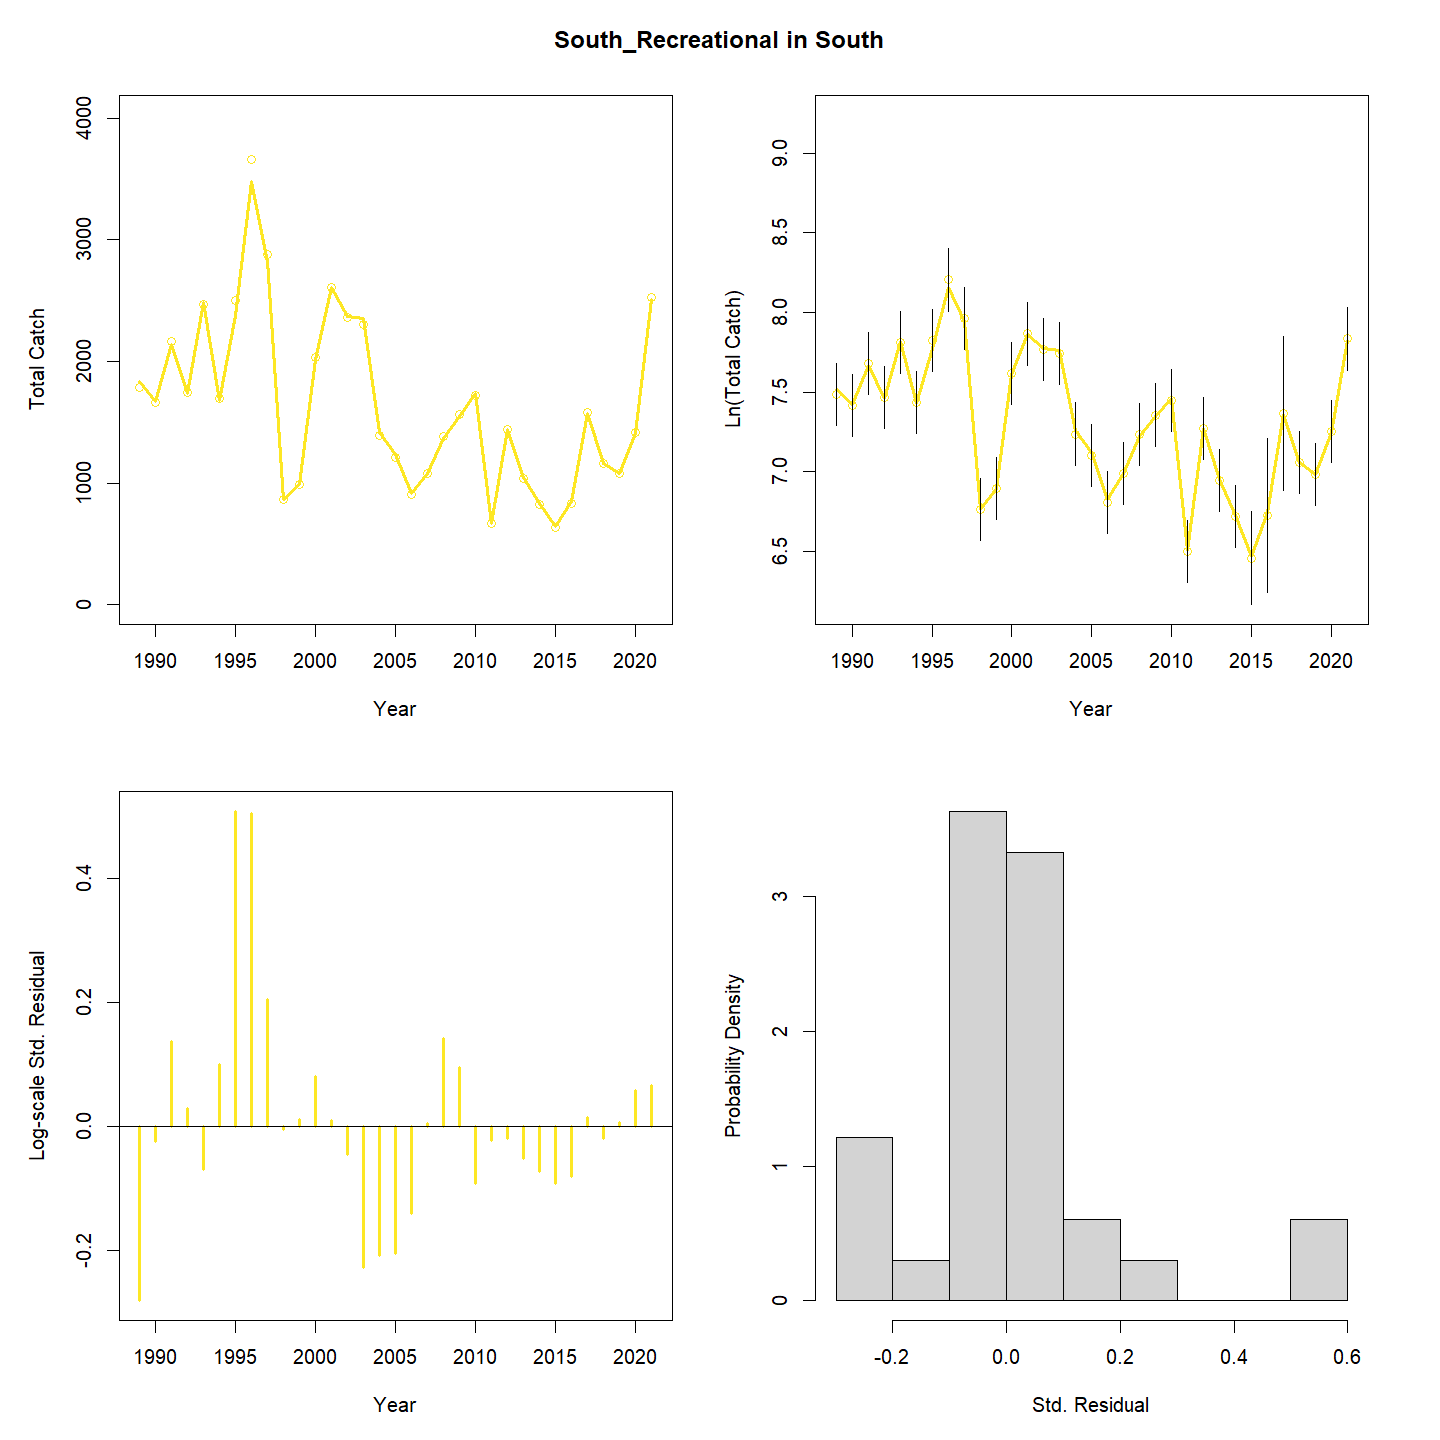 South_Recreational in South
Total Catch
4000
3000
2000
1000
0
1990 1995 2000 2005 2010 2015 2020
Year
Ln(Total Catch)
9.0
8.5
8.0
7.5
7.0
6.5
1990 1995 2000 2005 2010 2015 2020
Year
Log-scale Std. Residual
0.4
0.2
0.0
-0.2
1990 1995 2000 2005 2010 2015 2020
Year
Probability Density
3
2
1
0
-0.2 0.0 0.2 0.4 0.6
Std. Residual